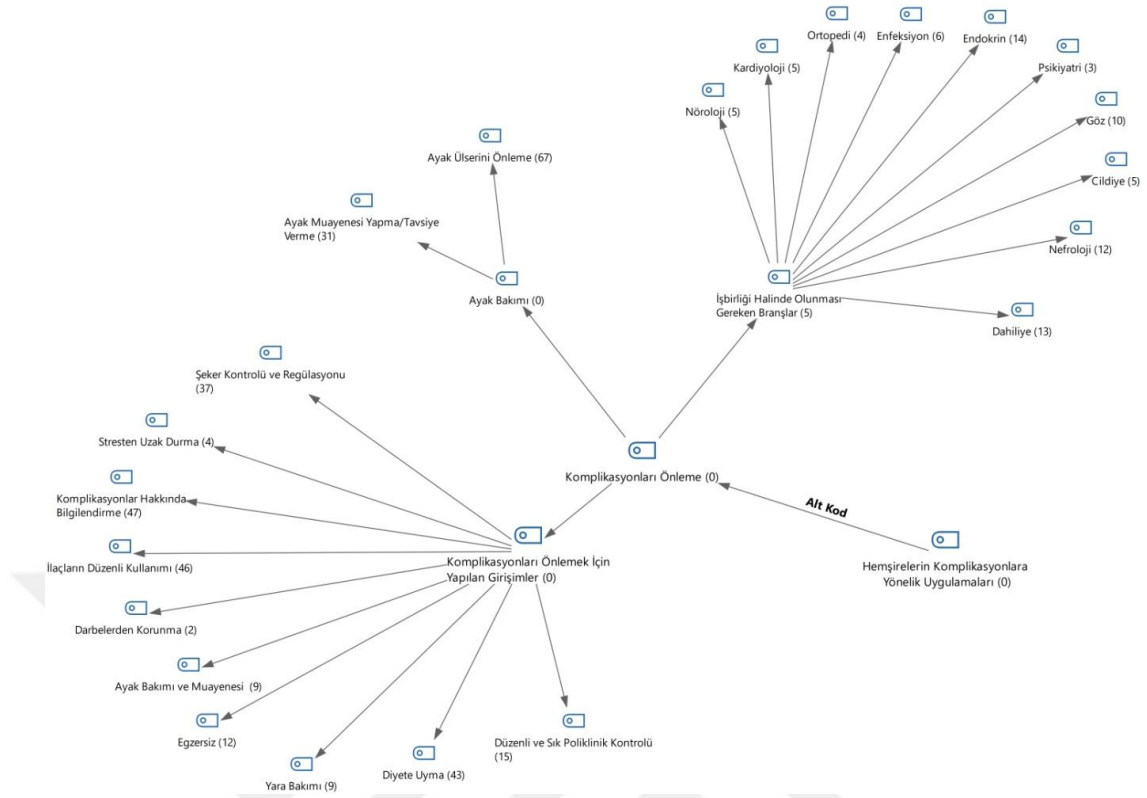 Ortopedi (4)
Enfeksiyon (6)
Endokrin (14)
Kardiyoloji (5)
Psikiyatri (3)
Nöroloji (5)
Göz (10)
Ayak Ülserini Önleme (67)
Cildiye (5)
Ayak Muayenesi Yapma/Tavsiye
Verme (31)
Nefroloji (12)
Ayak Bakımı (0)
İşbirliği Halinde Olunması
Gereken Branşlar (5)
Dahiliye (13)
Şeker Kontrolü ve Regülasyonu
(37)
Stresten Uzak Durma (4)
Komplikasyonları Önleme (0)
Komplikasyonlar Hakkında
Bilgilendirme (47)
Alt Kod
İlaçların Düzenli Kullanımı (46)
Komplikasyonları Önlemek İçin
Yapılan Girişimler (0)
Hemşirelerin Komplikasyonlara
Yönelik Uygulamaları (0)
Darbelerden Korunma (2)
Ayak Bakımı ve Muayenesi (9)
Egzersiz (12)
Düzenli ve Sık Poliklinik Kontrolü
(15)
Diyete Uyma (43)
Yara Bakımı (9)